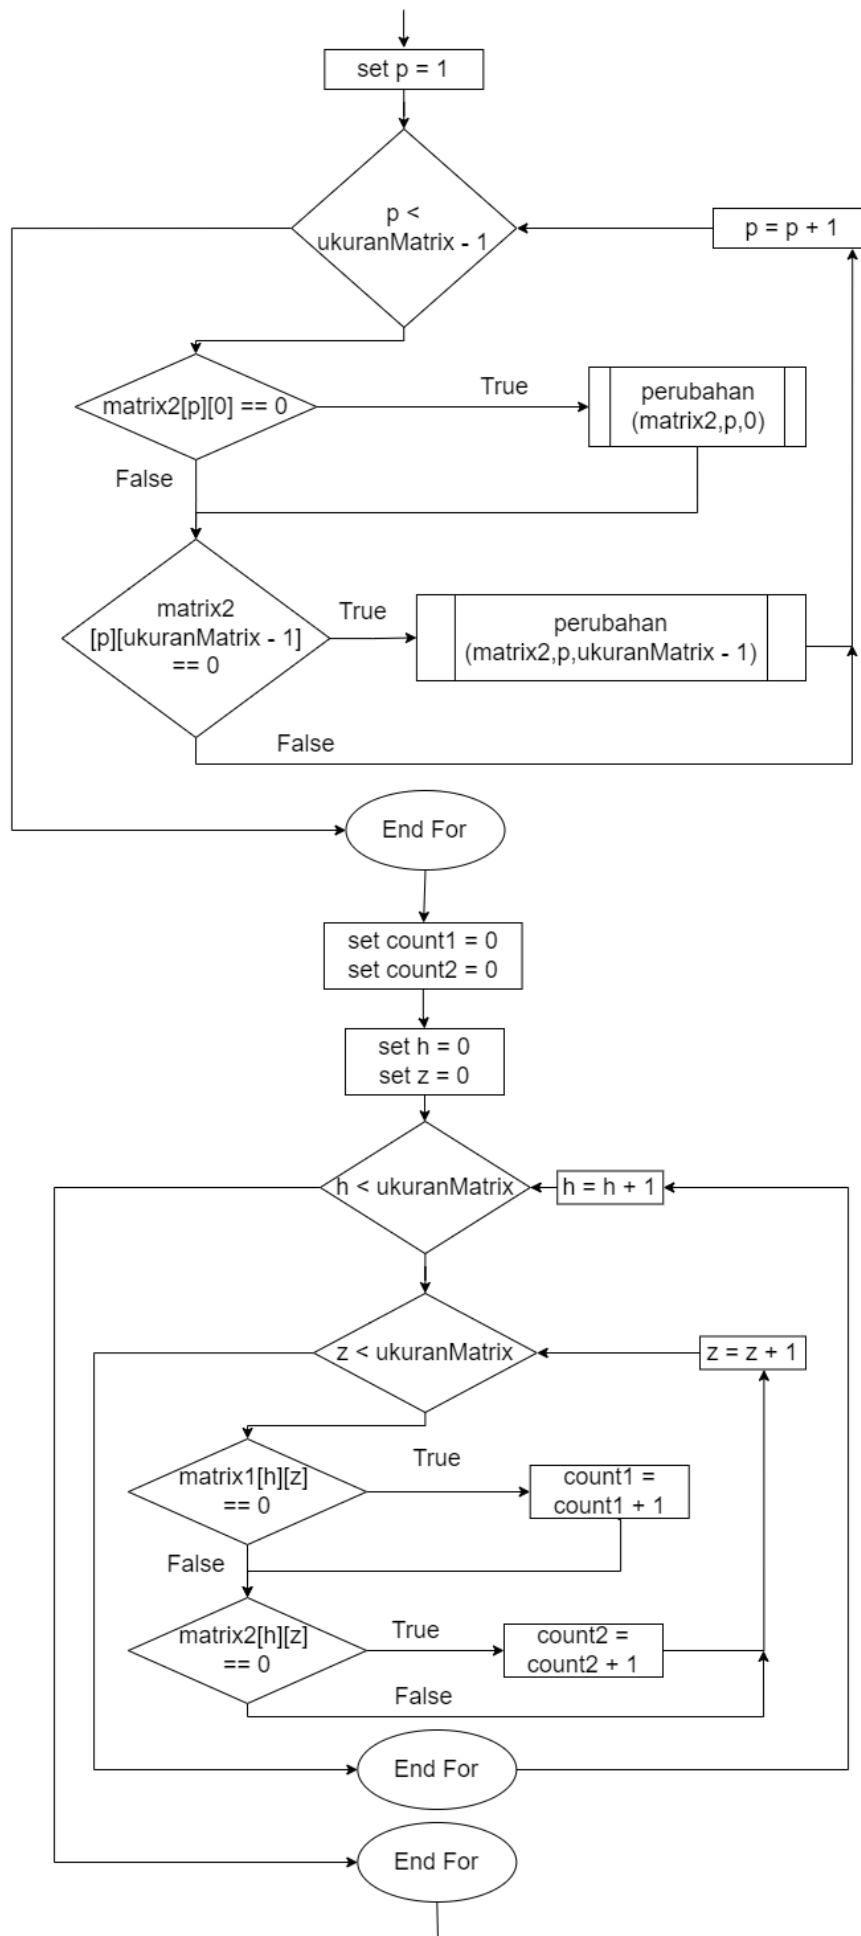 set p = 1
p <
ukuranMatrix - 1
p = p + 1
matrix2[p][0] == 0
True
perubahan
(matrix2,p,0)
False
matrix2
[p][ukuranMatrix - 1]
== 0
True
perubahan
(matrix2,p,ukuranMatrix - 1)
False
End For
set count1 = 0
set count2 = 0
set h = 0
set z = 0
h < ukuranMatrix
h = h + 1
z < ukuranMatrix
z = z + 1
matrix1[h][z]
== 0
True
count1 =
count1 + 1
False
matrix2[h][z]
== 0
True
count2 =
count2 + 1
False
End For
End For